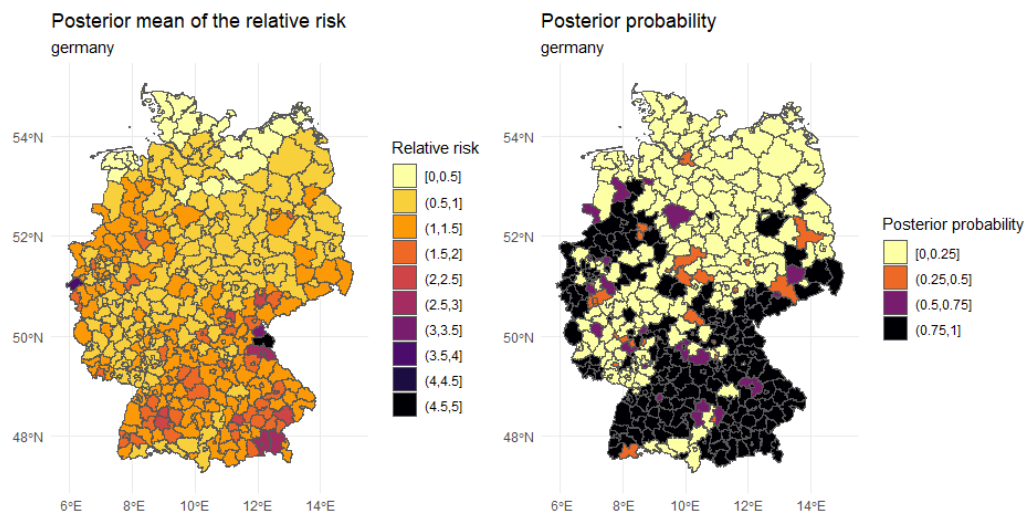 Posterior mean of the relative risk
germany
54°N
52°N
50°N
48°N
6°E
8°E
10°E
12°E
14°E
Relative risk
[0,0.5]
(0.5,1]
(1,1.5]
(1.5,2]
(2,2.5]
(2.5,3]
(3,3.5]
(3.5,4]
(4,4.5]
(4.5,5]
Posterior probability
germany
54°N
52°N
50°N
48°N
6°E
8°E
10°E
12°E
14°E
Posterior probability
[0,0.25]
(0.25,0.5]
(0.5,0.75]
(0.75,1]